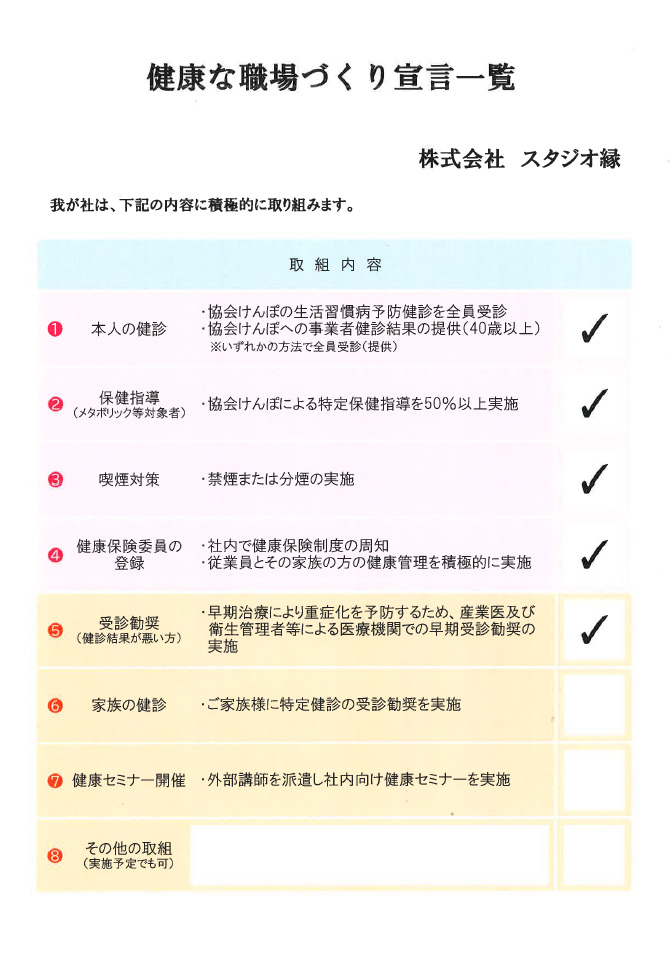 健康な職場づくり宣言一覧
株式会社 スタジオ縁
我が社は、下記の内容に積極的に取り組みます。
取組内容
❶ 本人の健診
・協会けんぽの生活習慣病予防健診を全員受診
・協会けんぽへの事業者健診結果の提供(40歳以上)
※いずれかの方法で全員受診(提供)
✓
❷ 保健指導
(メタボリック等対象者)
・協会けんぽによる特定保健指導を50%以上実施
✓
❸ 喫煙対策
・禁煙または分煙の実施
✓
❹ 健康保険委員の
登録
・社内で健康保険制度の周知
・従業員とその家族の方の健康管理を積極的に実施
✓
❺ 受診勧奨
(健診結果が悪い方)
・早期治療により重症化を予防するため、産業医及び
衛生管理者等による医療機関での早期受診勧奨の
実施
✓
❻ 家族の健診
・ご家族様に特定健診の受診勧奨を実施
❼ 健康セミナー開催
・外部講師を派遣し社内向け健康セミナーを実施
❽ その他の取組
(実施予定でも可)